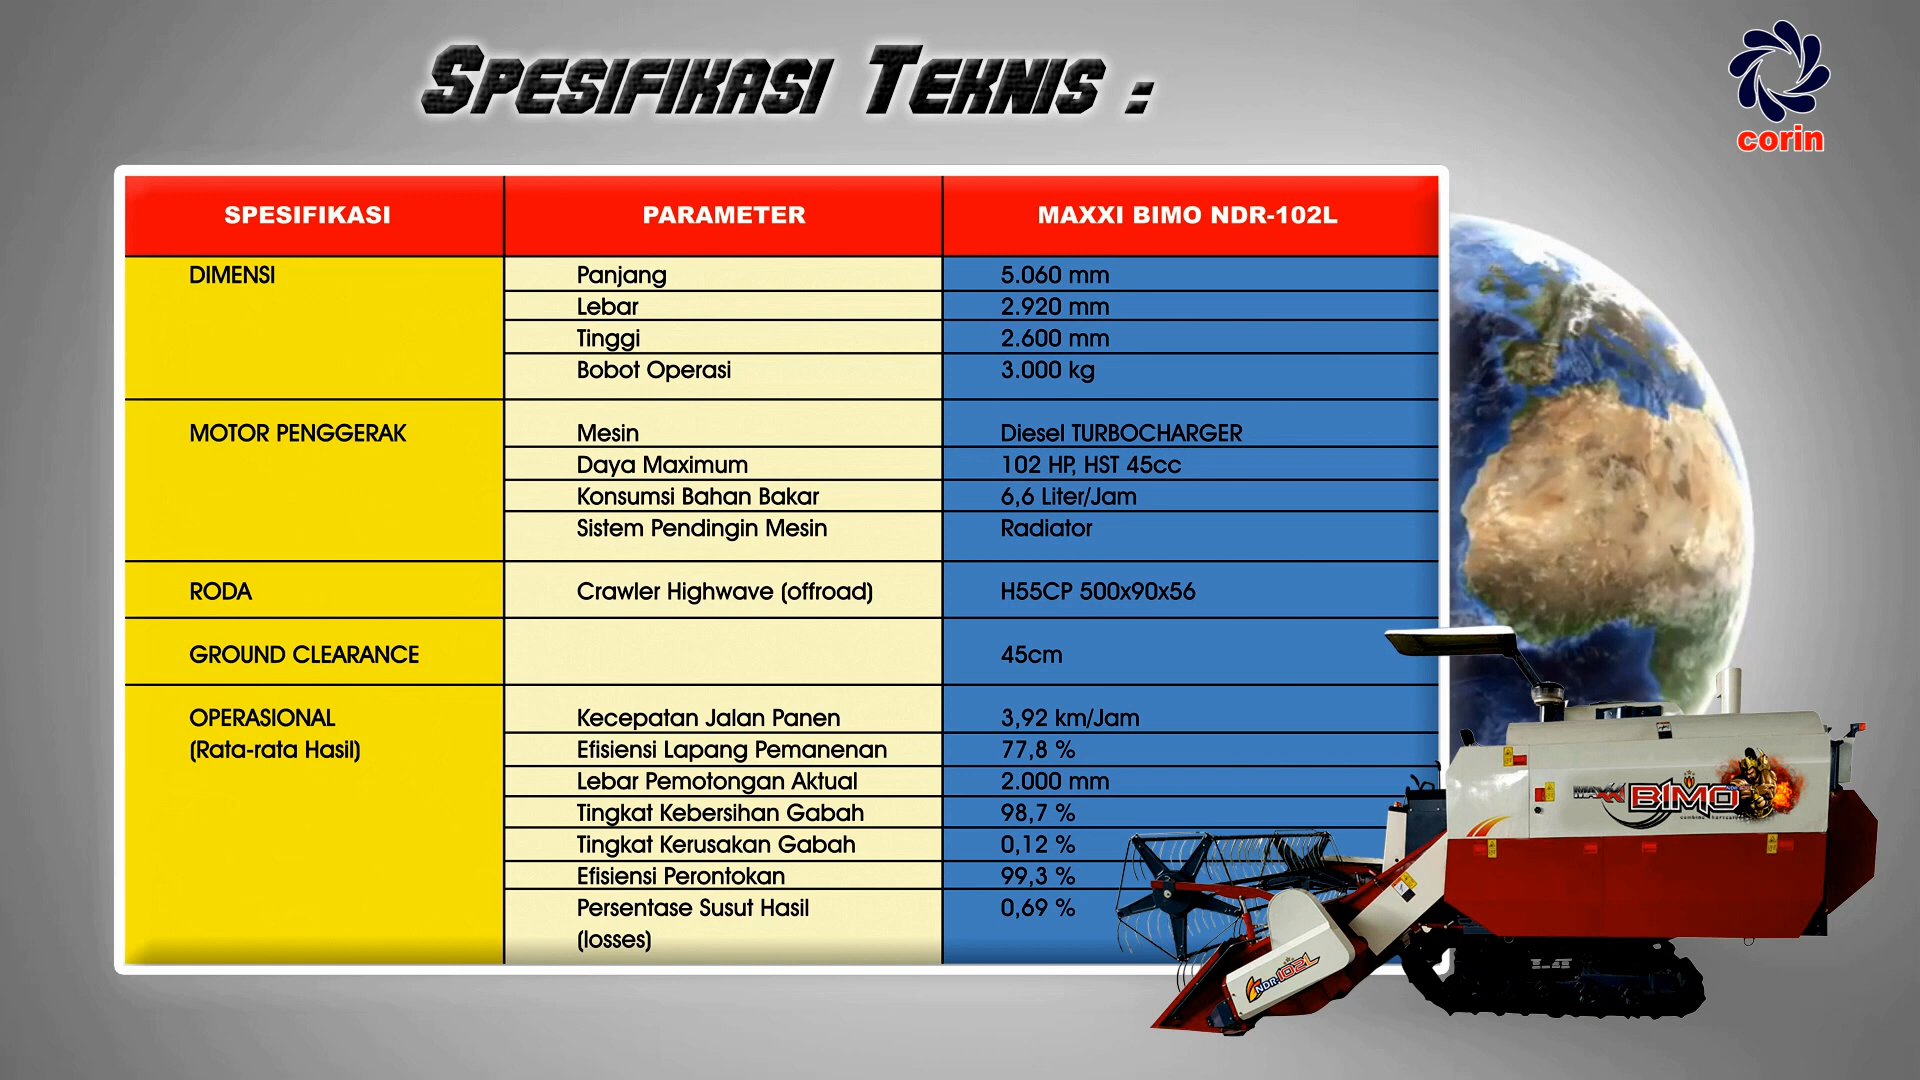 SPESIFIKASI TEKNIS :
corin
SPESIFIKASI PARAMETER MAXXI BIMO NDR-102L
DIMENSI Panjang 5.060 mm
Lebar 2.920 mm
Tinggi 2.600 mm
Bobot Operasi 3.000 kg
MOTOR PENGGERAK Mesin Diesel TURBOCHARGER
Daya Maximum 102 HP, HST 45cc
Konsumsi Bahan Bakar 6,6 Liter/Jam
Sistem Pendingin Mesin Radiator
RODA Crawler Highwave (offroad) H55CP 500x90x56
GROUND CLEARANCE 45cm
OPERASIONAL Kecepatan Jalan Panen 3,92 km/Jam
(Rata-rata Hasil) Efisiensi Lapang Pemanenan 77,8 %
Lebar Pemotongan Aktual 2.000 mm
Tingkat Kebersihan Gabah 98,7 %
Tingkat Kerusakan Gabah 0,12 %
Efisiensi Perontokan 99,3 %
Persentase Susut Hasil 0,69 %
(losses)
MAXXI BIMO
combine harvester
NDR-102L